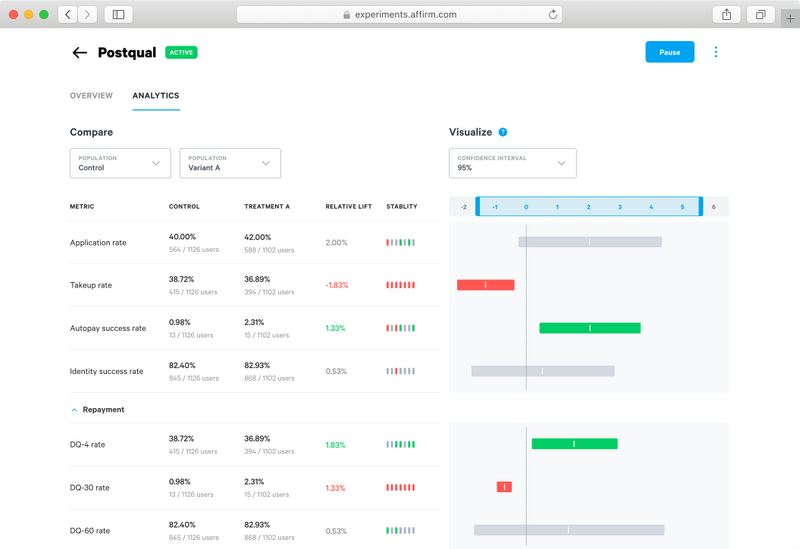 experiments.affirm.com
Postqual
ACTIVE
Pause
OVERVIEW
ANALYTICS
Compare
Visualize
?
POPULATION
Control
POPULATION
Variant A
CONFIDENCE INTERVAL
95%
METRIC CONTROL TREATMENT A RELATIVE LIFT STABLITY
-2 -1 0 1 2 3 4 5 6
Application rate
40.00%
564 / 1126 users
42.00%
588 / 1102 users
2.00%
Takeup rate
38.72%
415 / 1126 users
36.89%
394 / 1102 users
-1.83%
Autopay success rate
0.98%
13 / 1126 users
2.31%
15 / 1102 users
1.33%
Identity success rate
82.40%
845 / 1126 users
82.93%
868 / 1102 users
0.53%
Repayment
DQ-4 rate
38.72%
415 / 1126 users
36.89%
394 / 1102 users
1.83%
DQ-30 rate
0.98%
13 / 1126 users
2.31%
15 / 1102 users
1.33%
DQ-60 rate
82.40%
845 / 1126 users
82.93%
868 / 1102 users
0.53%